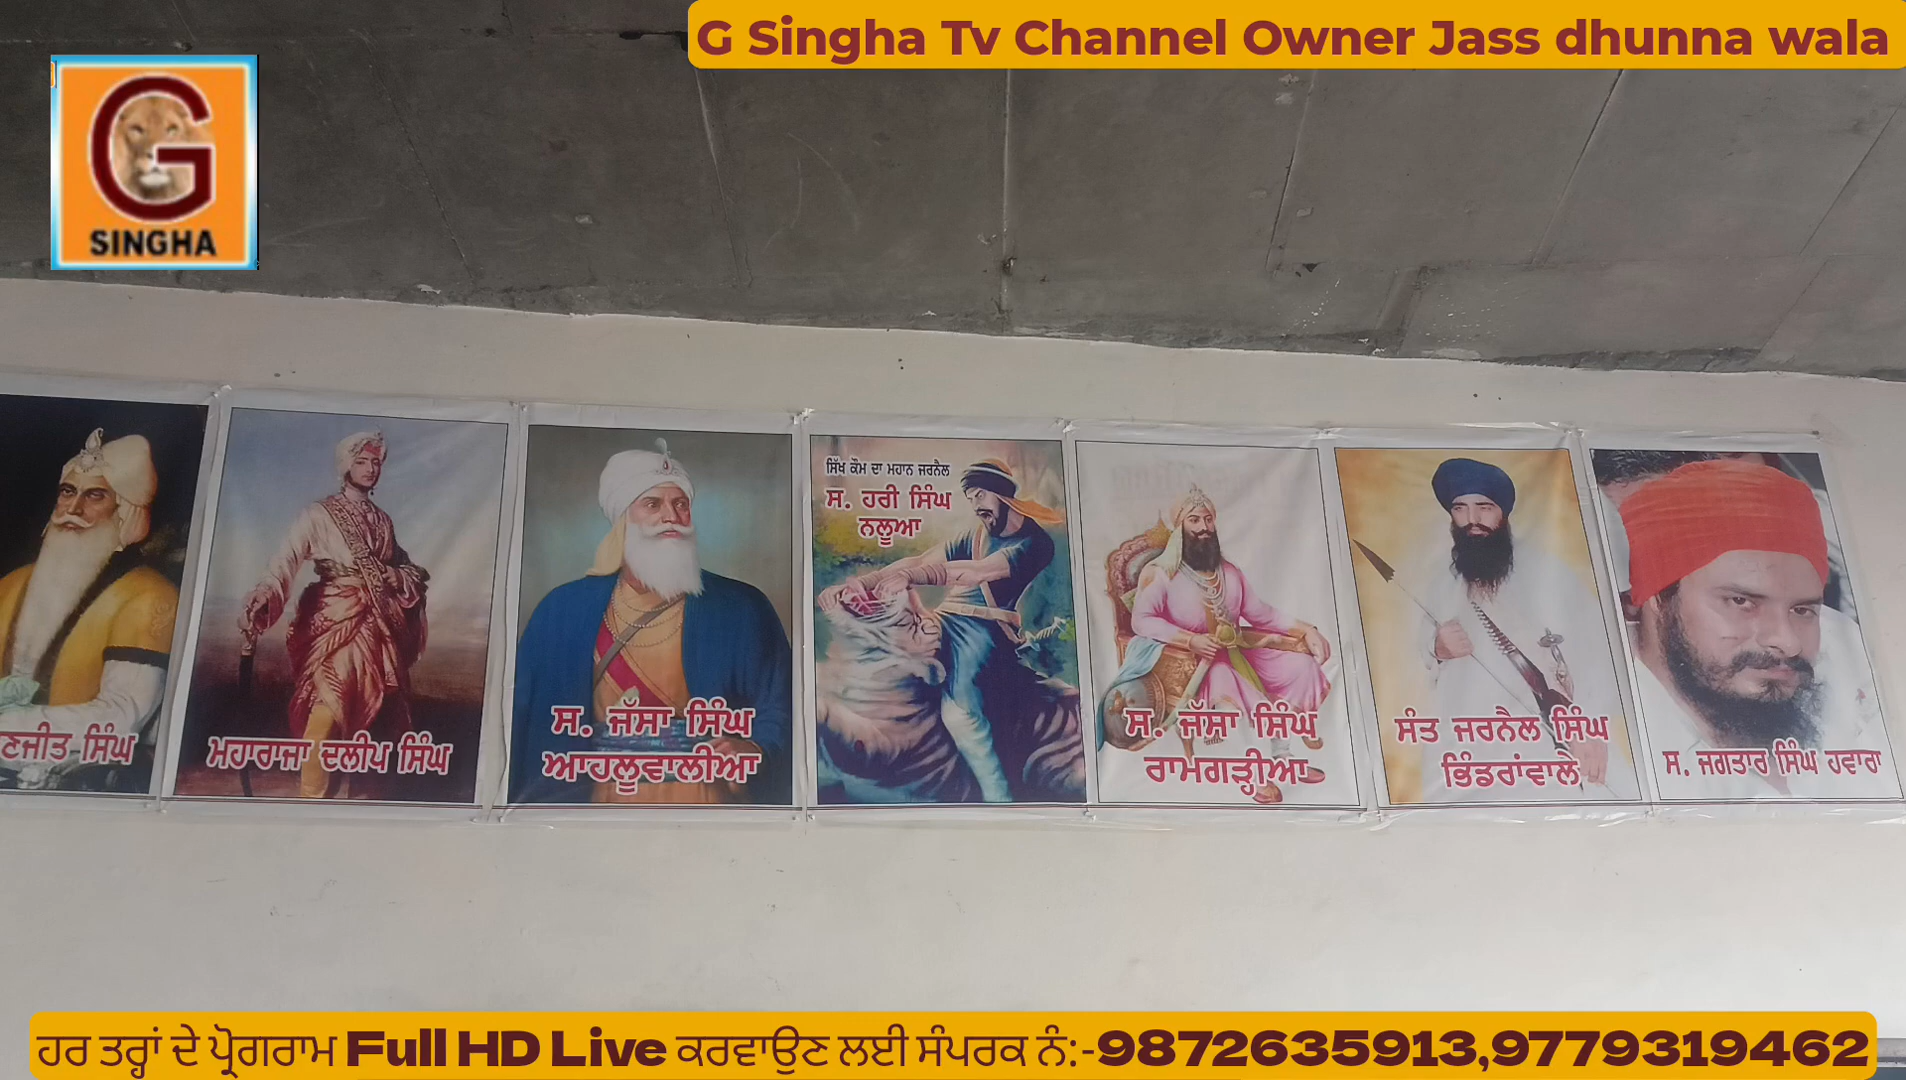 G Singha Tv Channel Owner Jass dhunna wala
G
SINGHA
ਸਿੱਖ ਕੌਮ ਦਾ ਮਹਾਨ ਜਰਨੈਲ
ਸ. ਹਰੀ ਸਿੰਘ
ਨਲੂਆ
ਣਜੀਤ ਸਿੰਘ
ਮਹਾਰਾਜਾ ਦਲੀਪ ਸਿੰਘ
ਸ. ਜੱਸਾ ਸਿੰਘ
ਆਹਲੂਵਾਲੀਆ
ਸ. ਜੱਸਾ ਸਿੰਘ
ਰਾਮਗੜ੍ਹੀਆ
ਸੰਤ ਜਰਨੈਲ ਸਿੰਘ
ਭਿੰਡਰਾਂਵਾਲੇ
ਸ. ਜਗਤਾਰ ਸਿੰਘ ਹਵਾਰਾ
ਹਰ ਤਰ੍ਹਾਂ ਦੇ ਪ੍ਰੋਗਰਾਮ Full HD Live ਕਰਵਾਉਣ ਲਈ ਸੰਪਰਕ ਨੰ:-9872635913,9779319462